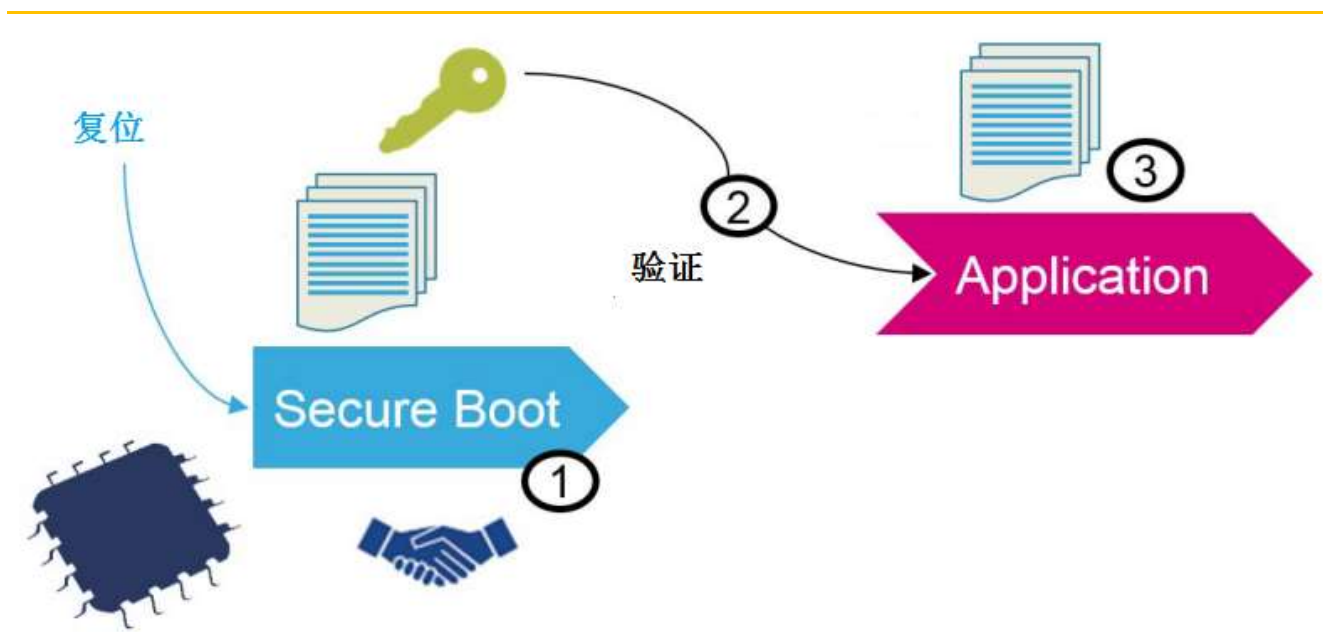 复位
3
2
验证
Application
Secure Boot
1